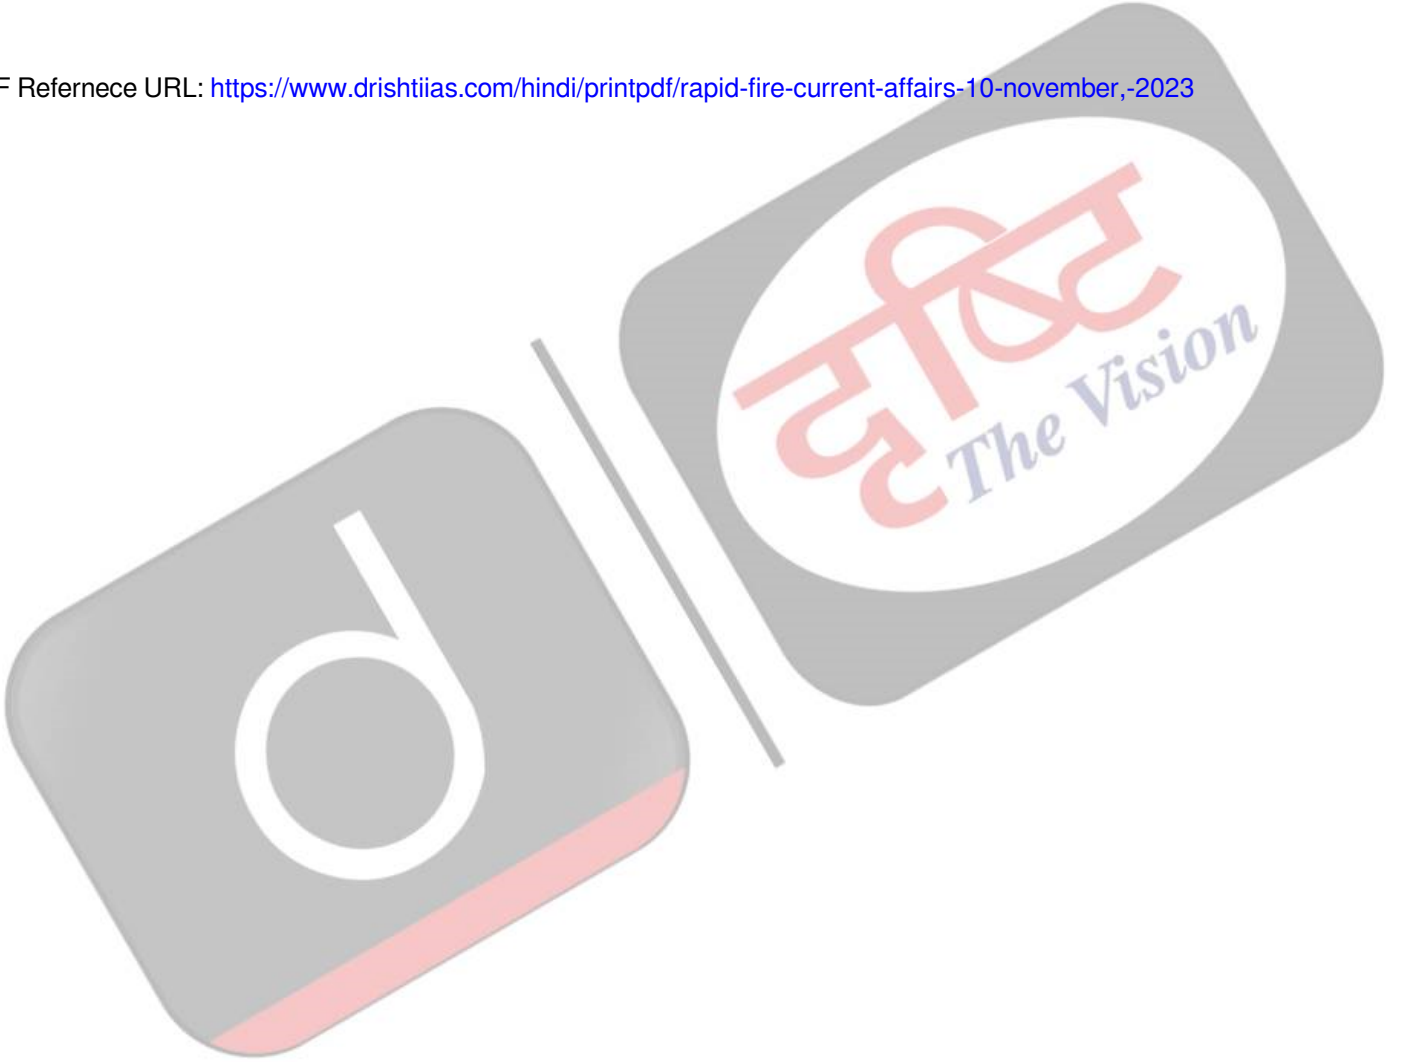 F Refernece URL: https://www.drishtiias.com/hindi/printpdf/rapid-fire-current-affairs-10-november,-2023
दृष्टि
The Vision
d